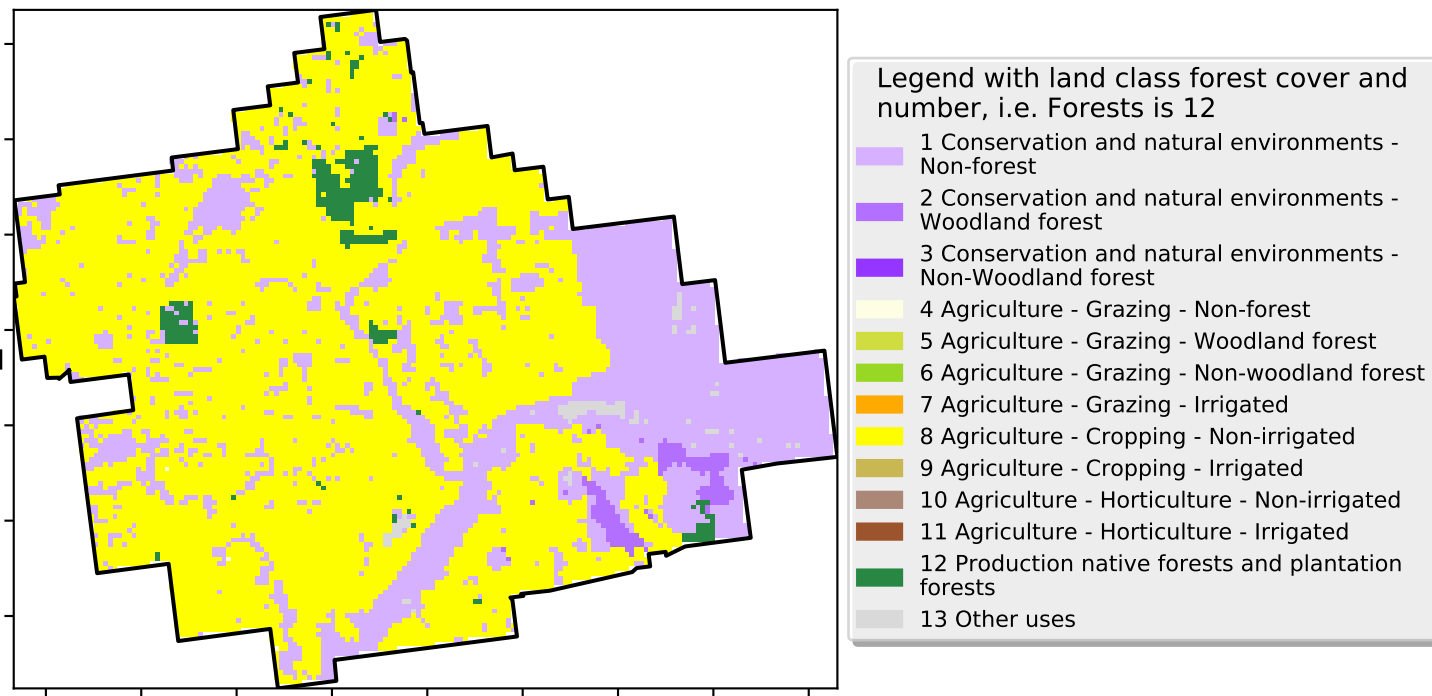 Legend with land class forest cover and
number, i.e. Forests is 12
1 Conservation and natural environments -
Non-forest
2 Conservation and natural environments -
Woodland forest
3 Conservation and natural environments -
Non-Woodland forest
4 Agriculture - Grazing - Non-forest
5 Agriculture - Grazing - Woodland forest
6 Agriculture - Grazing - Non-woodland forest
7 Agriculture - Grazing - Irrigated
8 Agriculture - Cropping - Non-irrigated
9 Agriculture - Cropping - Irrigated
10 Agriculture - Horticulture - Non-irrigated
11 Agriculture - Horticulture - Irrigated
12 Production native forests and plantation
forests
13 Other uses